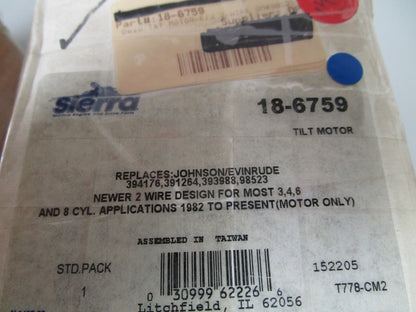 Part#:18-6759
Suppliers
sierra
18-6759
TILT MOTOR
REPLACES:JOHNSON/EVINRUDE
394176,391264,393988,98523
NEWER 2 WIRE DESIGN FOR MOST 3,4,6
AND 8 CYL. APPLICATIONS 1982 TO PRESENT(MOTOR ONLY)
ASSEMBLED IN TAIWAN
STD.PACK
152205
1
0 30999 62226 6
T778-CM2
Litchfield, IL 62056